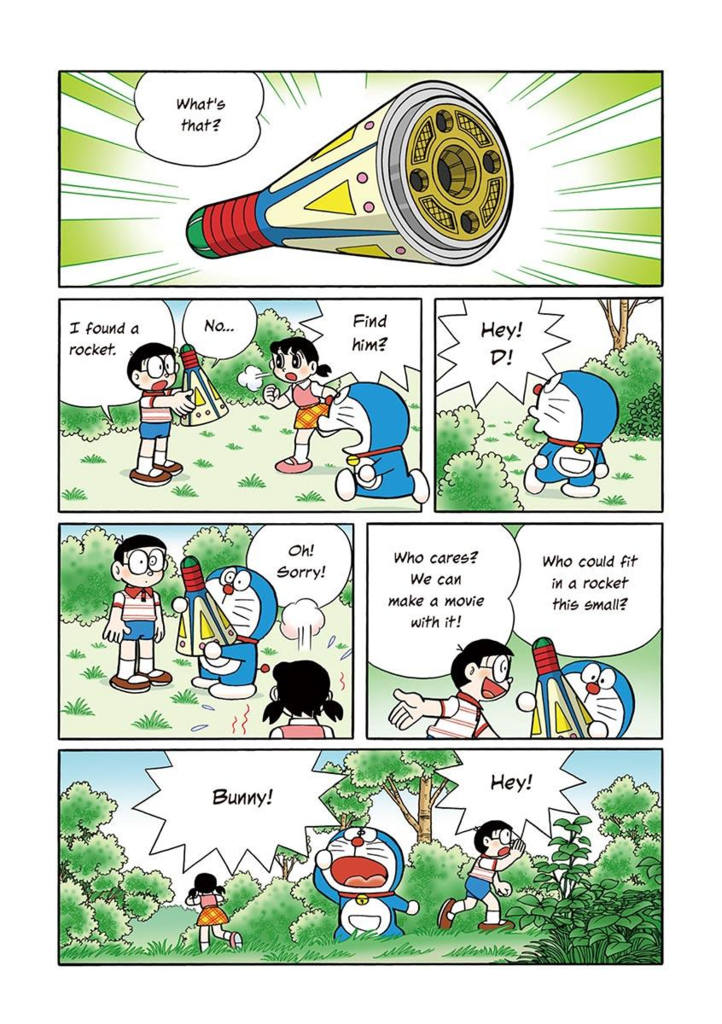 What's
that?
Hey!
D!
Find
him?
No...
I found a
rocket.
Who could fit
in a rocket
this small?
Who cares?
We can
make a movie
with it!
Oh!
Sorry!
Hey!
Bunny!